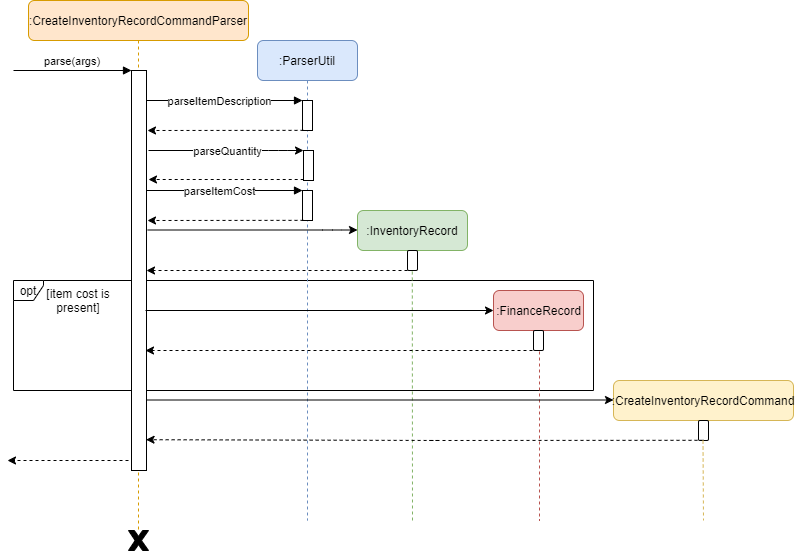 :CreateInventoryRecordCommandParser
:ParserUtil
parse(args)
parseItemDescription
parseQuantity
parseItemCost
:InventoryRecord
opt
[item cost is
present]
:FinanceRecord
:CreateInventoryRecordCommand
X